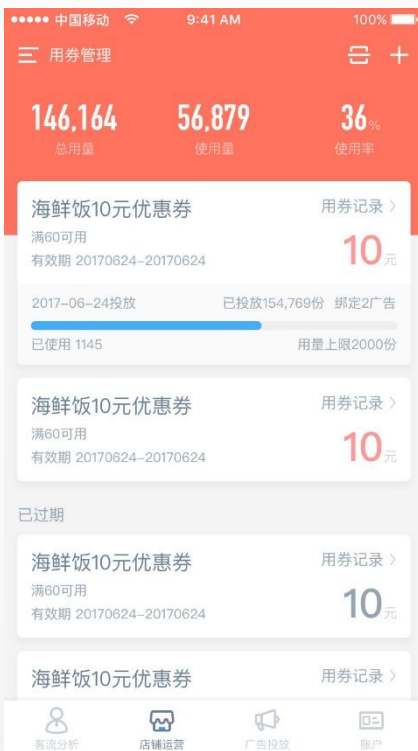 中国移动 9:41 AM 100%
用券管理
146,164 56,879 36%
总用量 使用量 使用率
海鲜饭10元优惠券 用券记录
满60可用
有效期 20170624-20170624 10元
2017-06-24投放 已投放154,769份 绑定2广告
已使用 1145 用量上限2000份
海鲜饭10元优惠券 用券记录
满60可用
有效期 20170624-20170624 10元
已过期
海鲜饭10元优惠券 用券记录
满60可用
有效期 20170624-20170624 10元
海鲜饭10元优惠券 用券记录
客流分析 店铺运营 广告投放 账户